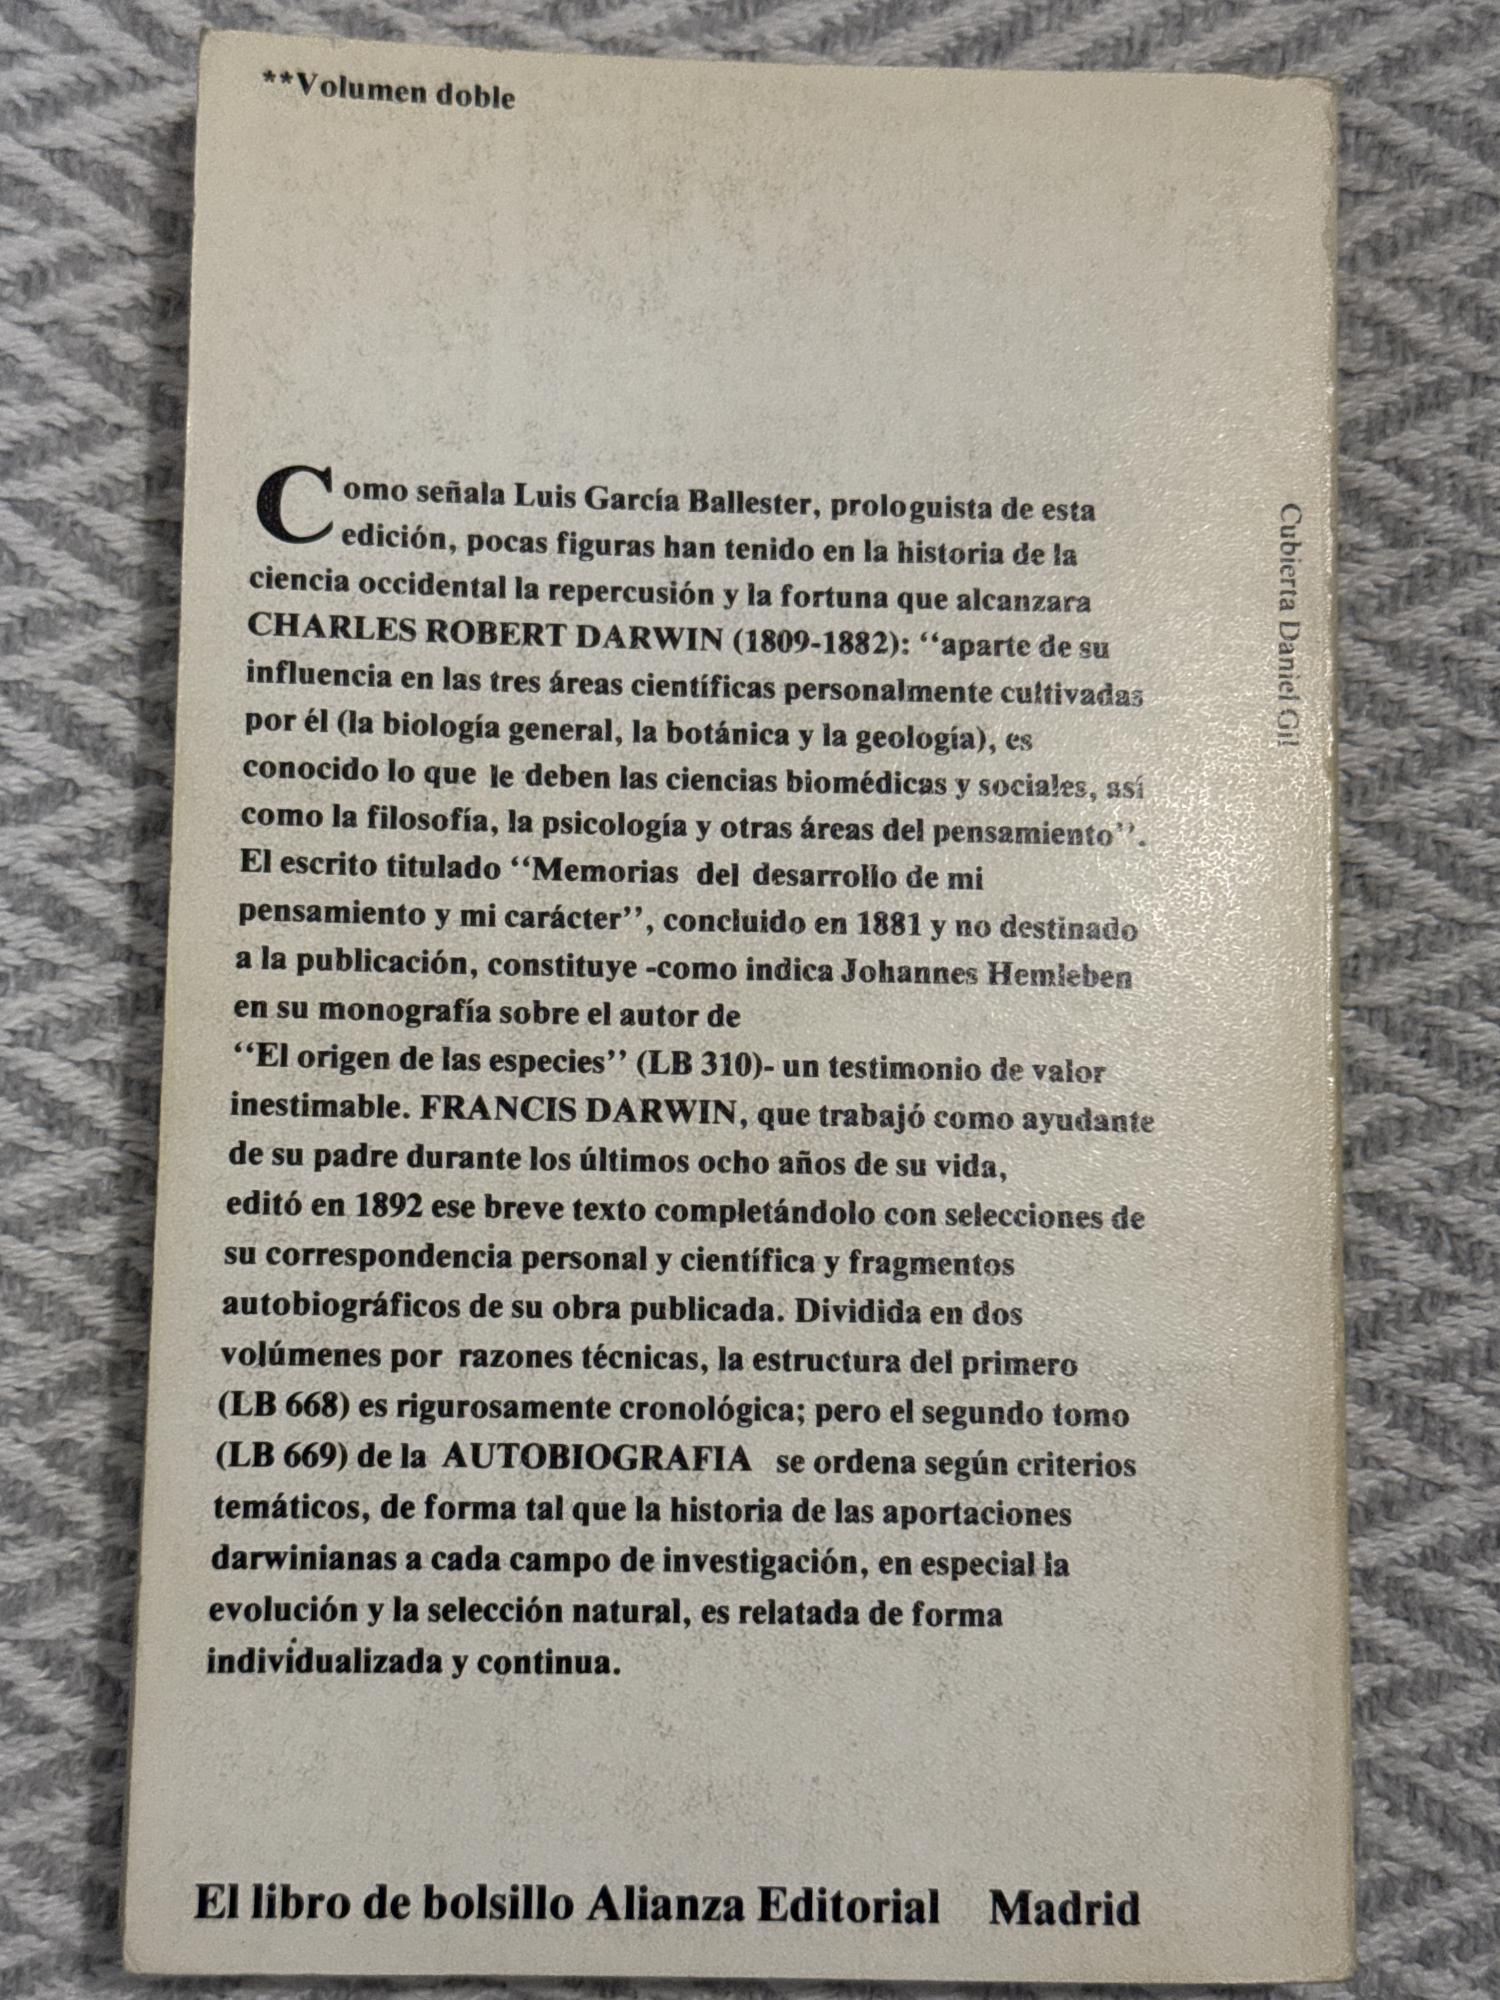 **Volumen doble
Como señala Luis García Ballester, prologuista de esta
edición, pocas figuras han tenido en la historia de la
ciencia occidental la repercusión y la fortuna que alcanzara
CHARLES ROBERT DARWIN (1809-1882): “aparte de su
influencia en las tres áreas científicas personalmente cultivadas
por él (la biología general, la botánica y la geología), es
conocido lo que le deben las ciencias biomédicas y sociales, así
como la filosofía, la psicología y otras áreas del pensamiento”.
El escrito titulado “Memorias del desarrollo de mi
pensamiento y mi carácter”, concluido en 1881 y no destinado
a la publicación, constituye -como indica Johannes Hemleben
en su monografía sobre el autor de
“El origen de las especies” (LB 310)- un testimonio de valor
inestimable. FRANCIS DARWIN, que trabajó como ayudante
de su padre durante los últimos ocho años de su vida,
editó en 1892 ese breve texto completándolo con selecciones de
su correspondencia personal y científica y fragmentos
autobiográficos de su obra publicada. Dividida en dos
volúmenes por razones técnicas, la estructura del primero
(LB 668) es rigurosamente cronológica; pero el segundo tomo
(LB 669) de la AUTOBIOGRAFIA se ordena según criterios
temáticos, de forma tal que la historia de las aportaciones
darwinianas a cada campo de investigación, en especial la
evolución y la selección natural, es relatada de forma
individualizada y continua.
Cubierta Daniel Gil
El libro de bolsillo Alianza Editorial Madrid